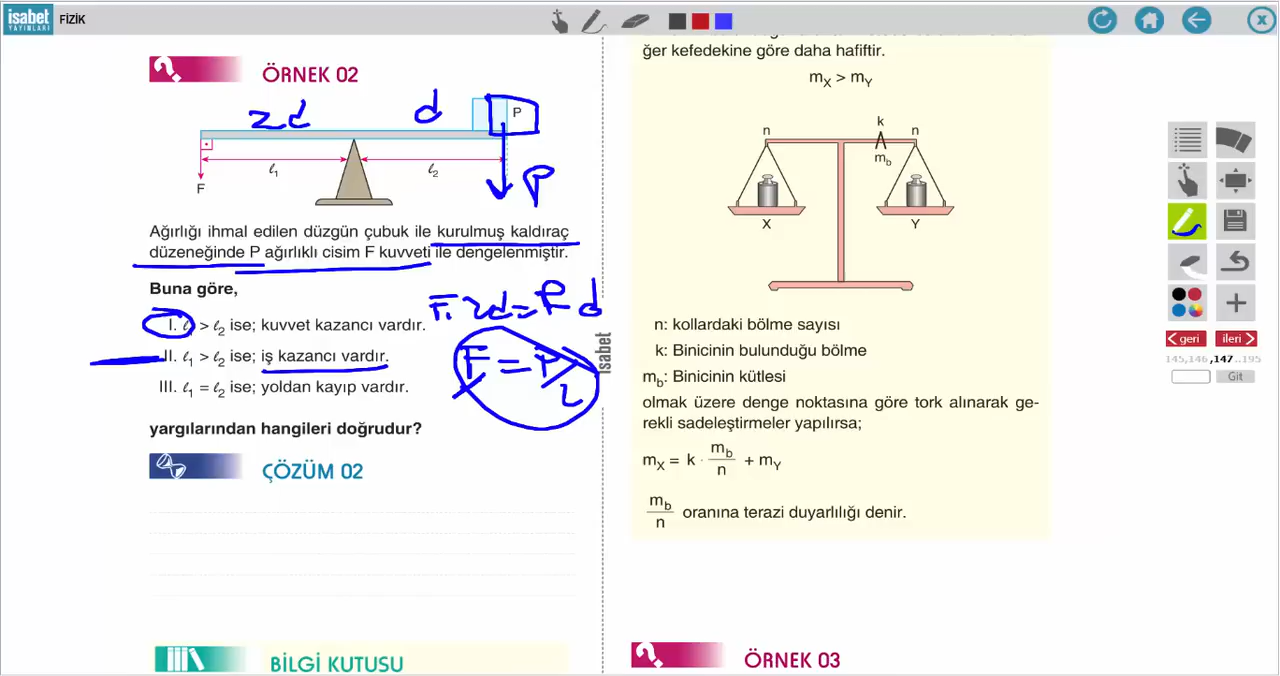 isabet
YAYINLARI
FİZİK
ÖRNEK 02
2d
d
P
ℓ1
ℓ2
F
P
Ağırlığı ihmal edilen düzgün çubuk ile kurulmuş kaldıraç
düzeneğinde P ağırlıklı cisim F kuvveti ile dengelenmiştir.
Buna göre,
I. ℓ1 > ℓ2 ise; kuvvet kazancı vardır.
II. ℓ1 > ℓ2 ise; iş kazancı vardır.
III. ℓ1 = ℓ2 ise; yoldan kayıp vardır.
yargılarından hangileri doğrudur?
F. 2d = P d
F = P/2
ÇÖZÜM 02
BİLGİ KUTUSU
isabet
ğer kefedekine göre daha hafiftir.
mX > mY
k
n
n
mb
X
Y
n: kollardaki bölme sayısı
k: Binicinin bulunduğu bölme
mb: Binicinin kütlesi
olmak üzere denge noktasına göre tork alınarak ge-
rekli sadeleştirmeler yapılırsa;
mX = k · mb/n + mY
mb/n oranına terazi duyarlılığı denir.
ÖRNEK 03
geri
ileri
145,146,147..195
Git